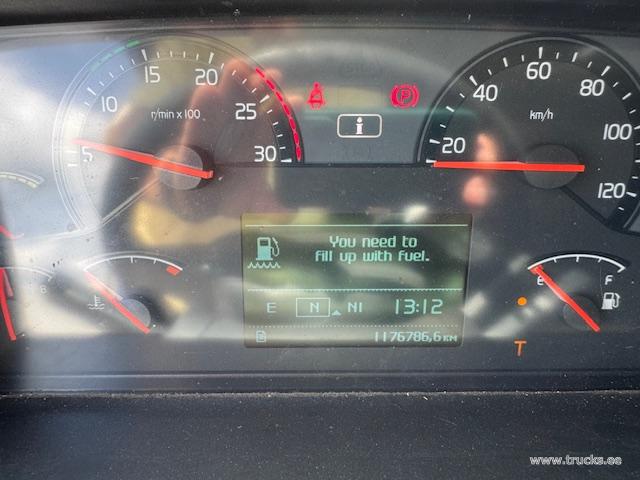 5
10
15
20
25
30
r/min x 100
P
i
20
40
60
80
100
120
km/h
You need to
fill up with fuel.
E N N1 13:12
1176786,6 KM
E F
T
8
www.trucks.ee